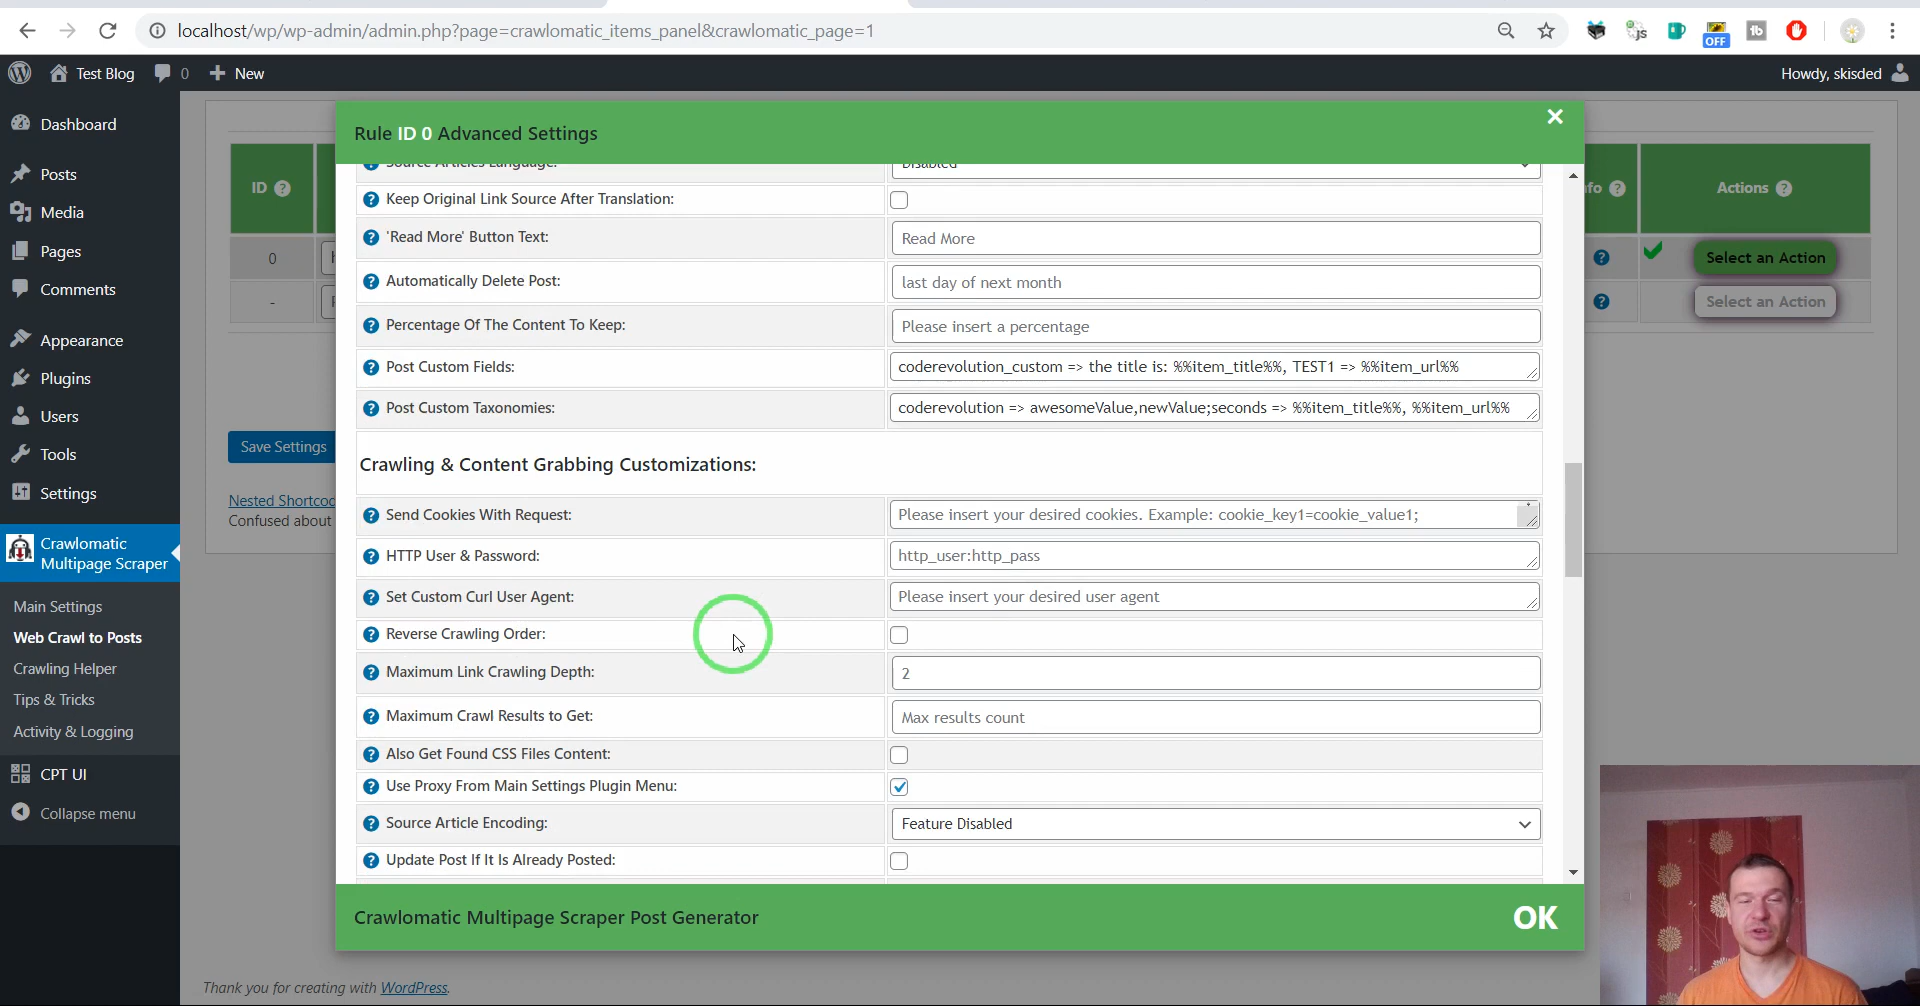 localhost/wp/wp-admin/admin.php?page=crawlomatic_items_panel&crawlomatic_page=1
JS
OFF
Test Blog
0
New
Howdy, skisded
Dashboard
Posts
Media
Pages
Comments
Appearance
Plugins
Users
Tools
Settings
Crawlomatic
Multipage Scraper
Main Settings
Web Crawl to Posts
Crawling Helper
Tips & Tricks
Activity & Logging
CPT UI
Collapse menu
ID
0
-
Save Settings
Nested Shortcod
Confused about
Rule ID 0 Advanced Settings
Source Articles Language:
Disabled
Keep Original Link Source After Translation:
'Read More' Button Text:
Read More
Automatically Delete Post:
last day of next month
Percentage Of The Content To Keep:
Please insert a percentage
Post Custom Fields:
coderevolution_custom => the title is: %%item_title%%, TEST1 => %%item_url%%
Post Custom Taxonomies:
coderevolution => awesomeValue,newValue;seconds => %%item_title%%, %%item_url%%
Crawling & Content Grabbing Customizations:
Send Cookies With Request:
Please insert your desired cookies. Example: cookie_key1=cookie_value1;
HTTP User & Password:
http_user:http_pass
Set Custom Curl User Agent:
Please insert your desired user agent
Reverse Crawling Order:
Maximum Link Crawling Depth:
2
Maximum Crawl Results to Get:
Max results count
Also Get Found CSS Files Content:
Use Proxy From Main Settings Plugin Menu:
Source Article Encoding:
Feature Disabled
Update Post If It Is Already Posted:
Crawlomatic Multipage Scraper Post Generator
OK
nfo
Actions
Select an Action
Select an Action
Thank you for creating with WordPress.